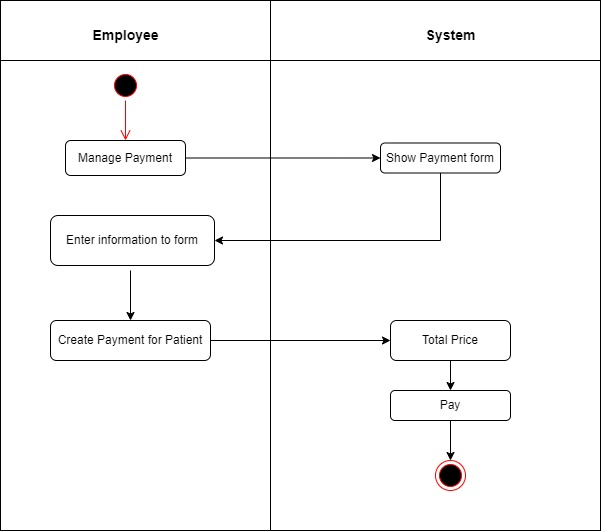 Employee
System
Manage Payment
Show Payment form
Enter information to form
Create Payment for Patient
Total Price
Pay